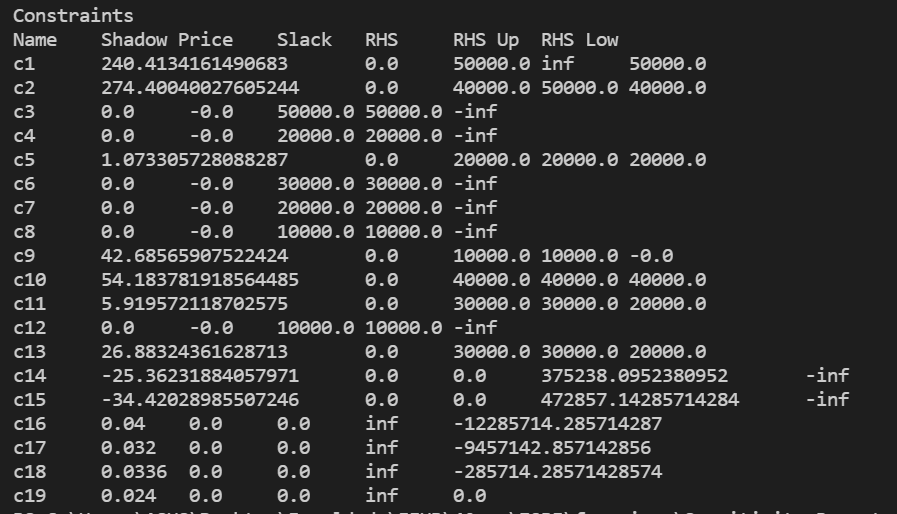 Constraints
Name Shadow Price Slack RHS RHS Up RHS Low
c1 240.4134161490683 0.0 50000.0 inf 50000.0
c2 274.40040027605244 0.0 40000.0 50000.0 40000.0
c3 0.0 -0.0 50000.0 50000.0 -inf
c4 0.0 -0.0 20000.0 20000.0 -inf
c5 1.073305728088287 0.0 20000.0 20000.0 20000.0
c6 0.0 -0.0 30000.0 30000.0 -inf
c7 0.0 -0.0 20000.0 20000.0 -inf
c8 0.0 -0.0 10000.0 10000.0 -inf
c9 42.68565907522424 0.0 10000.0 10000.0 -0.0
c10 54.183781918564485 0.0 40000.0 40000.0 40000.0
c11 5.919572118702575 0.0 30000.0 30000.0 20000.0
c12 0.0 -0.0 10000.0 10000.0 -inf
c13 26.88324361628713 0.0 30000.0 30000.0 20000.0
c14 -25.36231884057971 0.0 0.0 375238.0952380952 -inf
c15 -34.42028985507246 0.0 0.0 472857.14285714284 -inf
c16 0.04 0.0 0.0 inf -12285714.285714287
c17 0.032 0.0 0.0 inf -9457142.857142856
c18 0.0336 0.0 0.0 inf -285714.28571428574
c19 0.024 0.0 0.0 inf 0.0